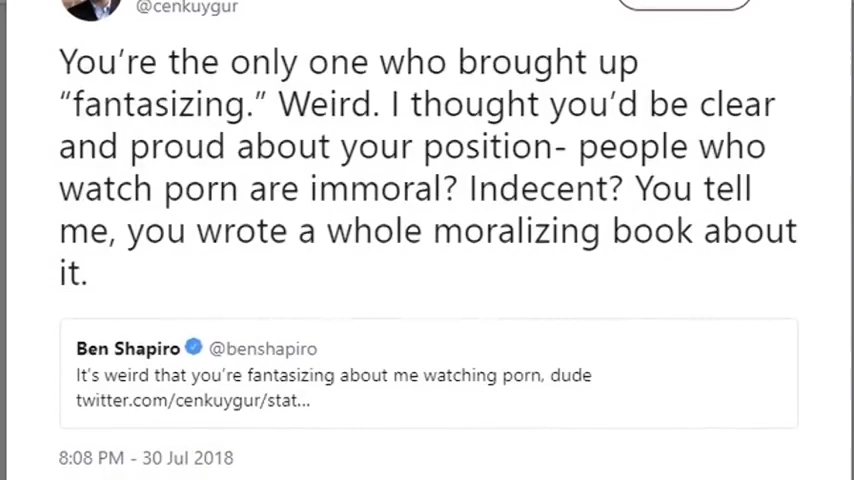 @cenkuygur
You're the only one who brought up
“fantasizing.” Weird. I thought you'd be clear
and proud about your position- people who
watch porn are immoral? Indecent? You tell
me, you wrote a whole moralizing book about
it.
Ben Shapiro @benshapiro
It's weird that you're fantasizing about me watching porn, dude
twitter.com/cenkuygur/stat...
8:08 PM - 30 Jul 2018